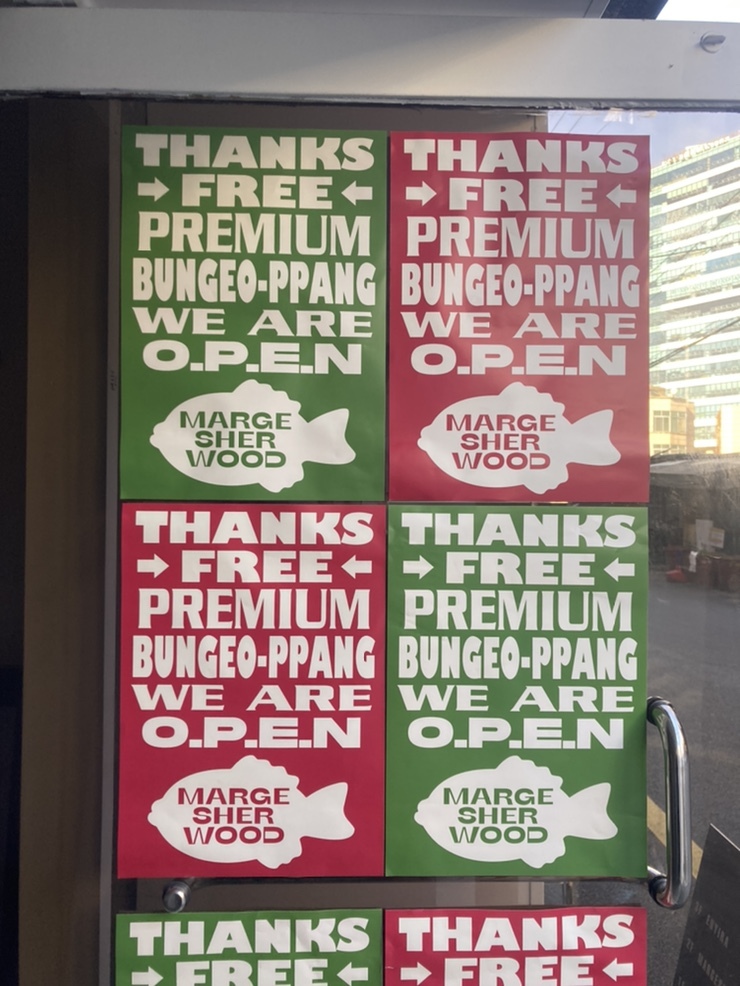 THANKS
→ FREE ←
PREMIUM
BUNGEO-PPANG
WE ARE
O.P.E.N
MARGE
SHER
WOOD
THANKS
→ FREE ←
PREMIUM
BUNGEO-PPANG
WE ARE
O.P.E.N
MARGE
SHER
WOOD
THANKS
→ FREE ←
PREMIUM
BUNGEO-PPANG
WE ARE
O.P.E.N
MARGE
SHER
WOOD
THANKS
→ FREE ←
PREMIUM
BUNGEO-PPANG
WE ARE
O.P.E.N
MARGE
SHER
WOOD
THANKS
→ FREE ←
THANKS
→ FREE ←